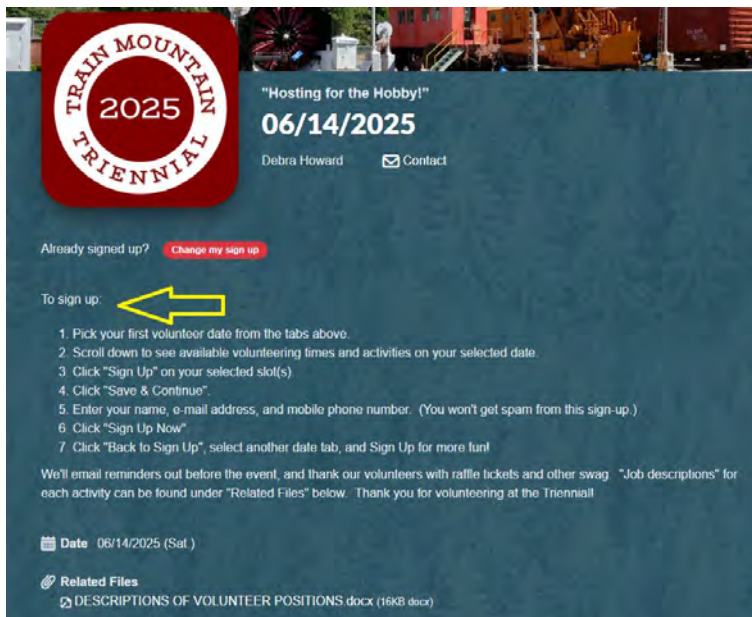 TRAIN MOUNTAIN
2025
TRIENNIAL
"Hosting for the Hobby!"
06/14/2025
Debra Howard Contact
Already signed up? Change my sign up
To sign up:
1. Pick your first volunteer date from the tabs above.
2. Scroll down to see available volunteering times and activities on your selected date.
3. Click "Sign Up" on your selected slot(s)
4. Click "Save & Continue".
5. Enter your name, e-mail address, and mobile phone number. (You won't get spam from this sign-up.)
6. Click "Sign Up Now"
7. Click "Back to Sign Up", select another date tab, and Sign Up for more fun!
We'll email reminders out before the event, and thank our volunteers with raffle tickets and other swag. "Job descriptions" for
each activity can be found under "Related Files" below. Thank you for volunteering at the Triennial!
Date 06/14/2025 (Sat.)
Related Files
DESCRIPTIONS OF VOLUNTEER POSITIONS.docx (16KB docx)